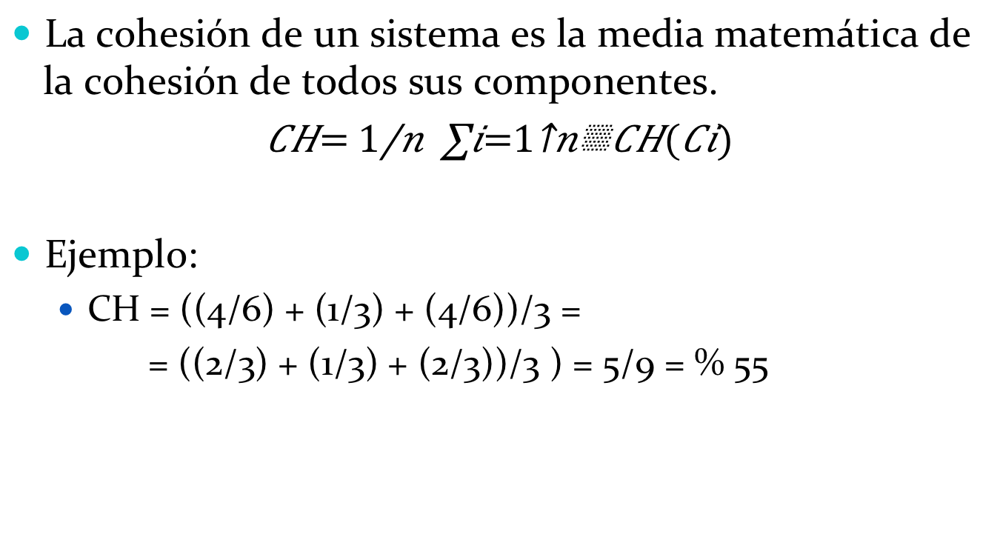 • La cohesión de un sistema es la media matemática de
la cohesión de todos sus componentes.
CH= 1/n ∑i=1↑n▒CH(Ci)
• Ejemplo:
• CH = ((4/6) + (1/3) + (4/6))/3 =
= ((2/3) + (1/3) + (2/3))/3 ) = 5/9 = % 55